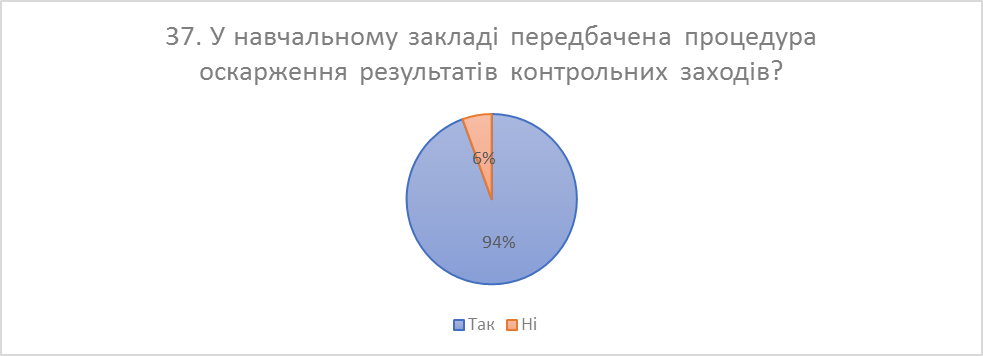 37. У навчальному закладі передбачена процедура
оскарження результатів контрольних заходів?
6%
94%
Так Ні